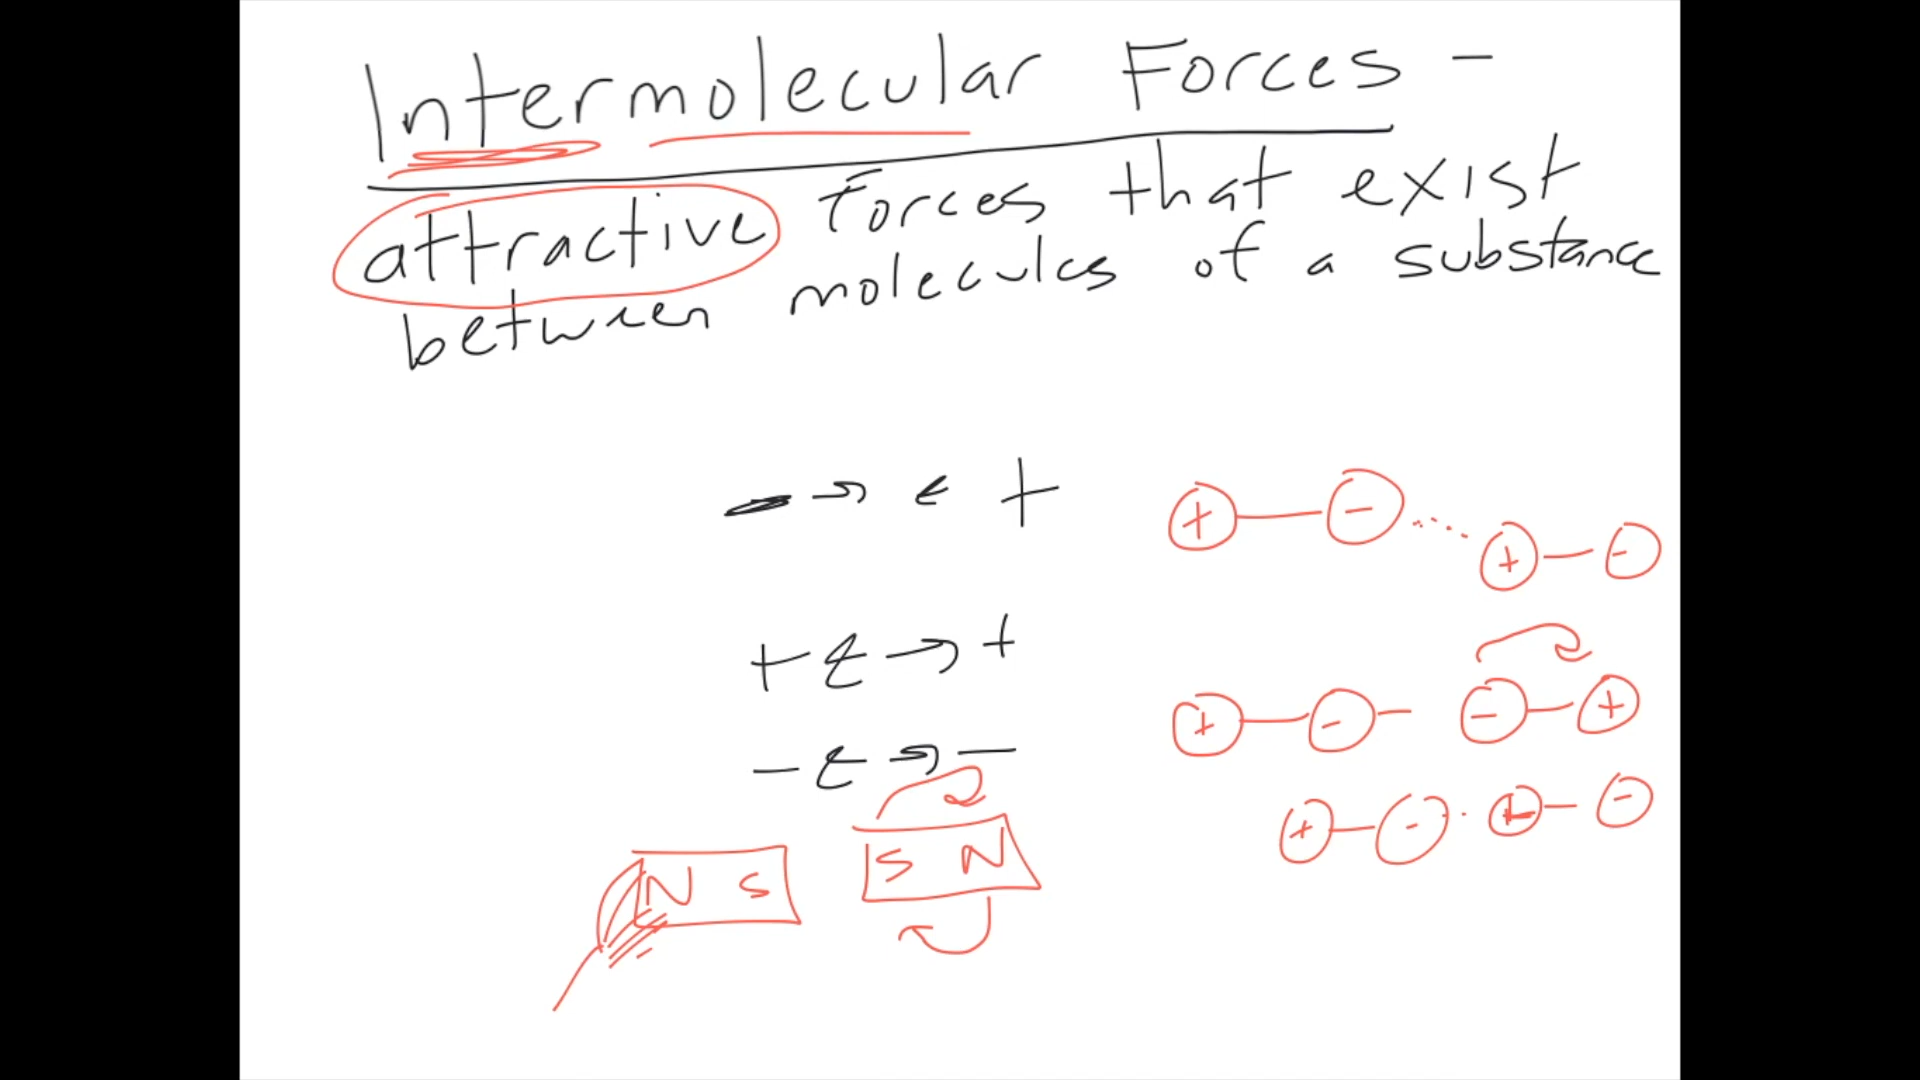 Intermolecular Forces -
attractive forces that exist
between molecules of a substance
- → ← +
+ - + -
+ ← → +
+ - - - +
- ← → -
+ - + -
N S S N